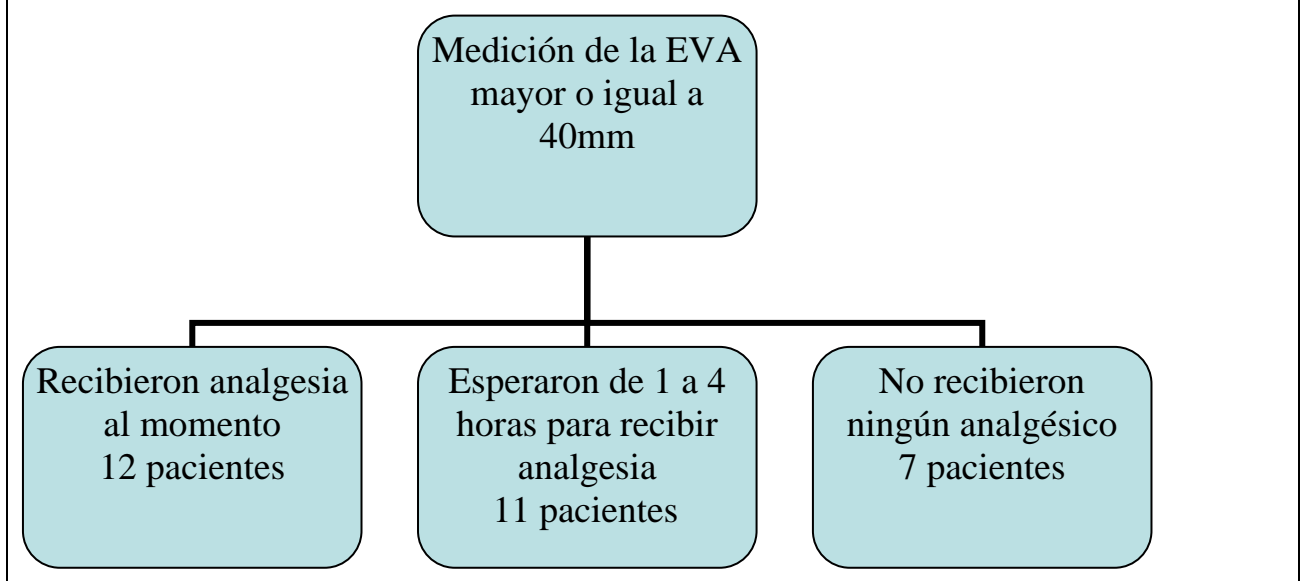 Medición de la EVA
mayor o igual a
40mm
Recibieron analgesia
al momento
12 pacientes
Esperaron de 1 a 4
horas para recibir
analgesia
11 pacientes
No recibieron
ningún analgésico
7 pacientes